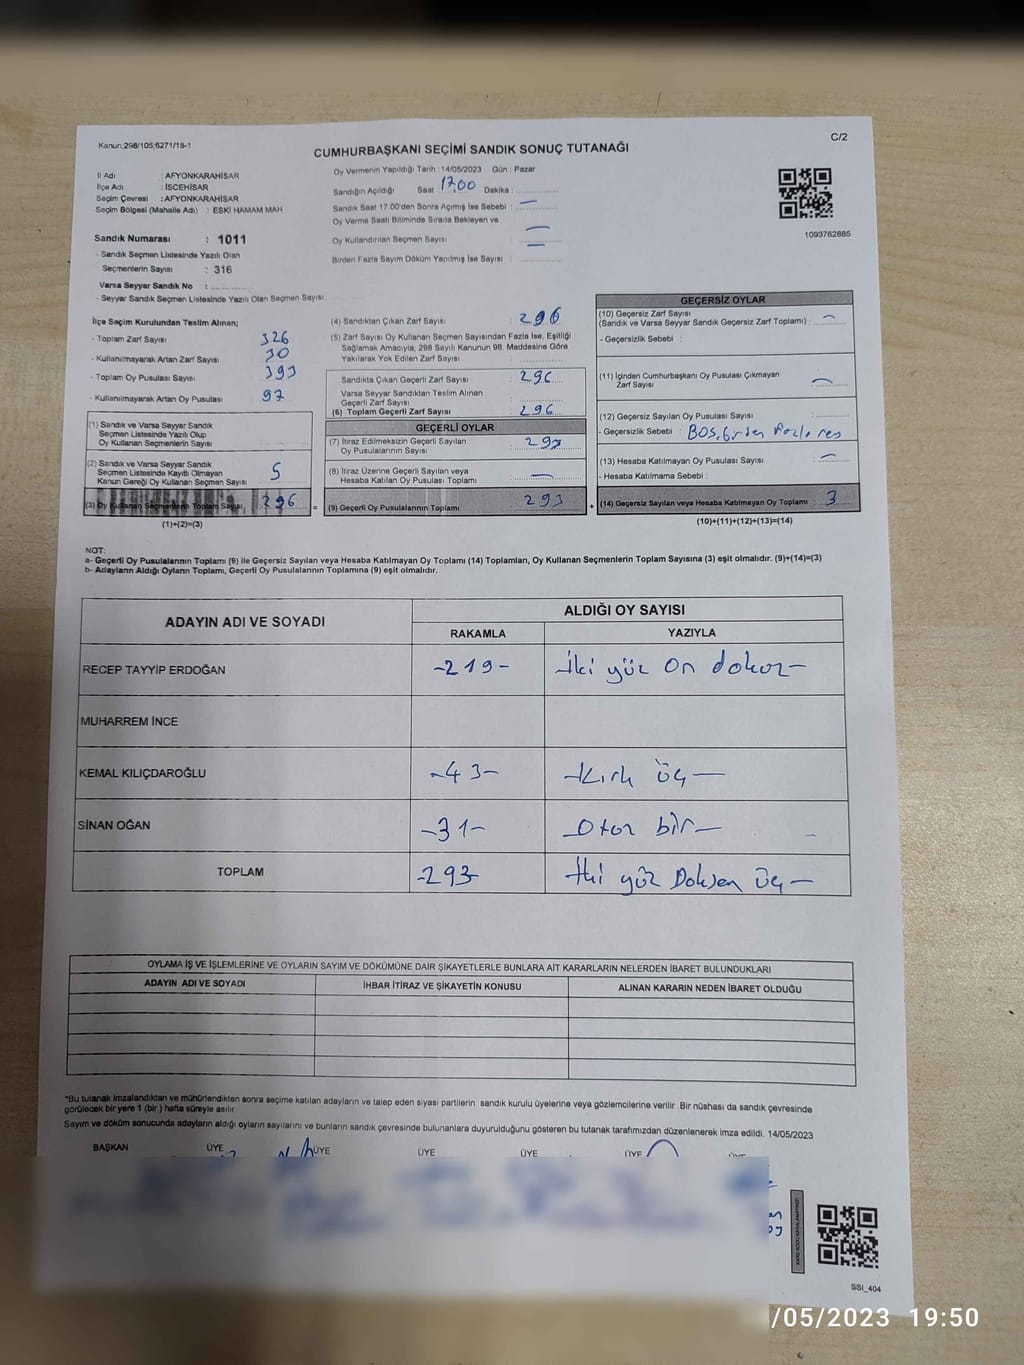 Kanun;298/105;6271/18-1
C/2
CUMHURBAŞKANI SEÇİMİ SANDIK SONUÇ TUTANAĞI
İl Adı : AFYONKARAHİSAR
İlçe Adı : İSCEHİSAR
Seçim Çevresi : AFYONKARAHİSAR
Seçim Bölgesi (Mahalle Adı) : ESKİ HAMAM MAH
Sandık Numarası : 1011
- Sandık Seçmen Listesinde Yazılı Olan
Seçmenlerin Sayısı : 316
Varsa Seyyar Sandık No :
- Seyyar Sandık Seçmen Listesinde Yazılı Olan Seçmen Sayısı
Oy Vermenin Yapıldığı Tarih : 14/05/2023 Gün : Pazar
Sandığın Açıldığı Saat 17,00 Dakika :
Sandık Saat 17:00'den Sonra Açmış İse Sebebi : —
Oy Verme Saati Bitiminde Sırada Bekleyen ve
Oy Kullandırılan Seçmen Sayısı : —
Birden Fazla Sayım Döküm Yapılmış İse Sayısı :
1093762885
İlçe Seçim Kurulundan Teslim Alınan;
- Toplam Zarf Sayısı : 326
- Kullanılmayarak Artan Zarf Sayısı : 30
- Toplam Oy Pusulası Sayısı : 393
- Kullanılmayarak Artan Oy Pusulası : 97
(1) Sandık ve Varsa Seyyar Sandık
Seçmen Listesinde Yazılı Olup
Oy Kullanan Seçmenlerin Sayısı
(2) Sandık ve Varsa Seyyar Sandık
Seçmen Listesinde Kayıtlı Olmayan
Kanun Gereği Oy Kullanan Seçmen Sayısı 5
(3) Oy Kullanan Seçmenlerin Toplam Sayısı : 296
(1)+(2)=(3)
(4) Sandıktan Çıkan Zarf Sayısı : 296
(5) Zarf Sayısı Oy Kullanan Seçmen Sayısından Fazla İse, Eşitliği
Sağlamak Amacıyla; 298 Sayılı Kanunun 98. Maddesine Göre
Yakılarak Yok Edilen Zarf Sayısı :
Sandıkta Çıkan Geçerli Zarf Sayısı : 296
Varsa Seyyar Sandıktan Teslim Alınan
Geçerli Zarf Sayısı :
(6) Toplam Geçerli Zarf Sayısı : 296
GEÇERLİ OYLAR
(7) İtiraz Edilmeksizin Geçerli Sayılan
Oy Pusulalarının Sayısı : 293
(8) İtiraz Üzerine Geçerli Sayılan veya
Hesaba Katılan Oy Pusulası Toplamı : —
= (9) Geçerli Oy Pusulalarının Toplamı : 293
GEÇERSİZ OYLAR
(10) Geçersiz Zarf Sayısı
(Sandık ve Varsa Seyyar Sandık Geçersiz Zarf Toplamı) : —
- Geçersizlik Sebebi :
(11) İçinden Cumhurbaşkanı Oy Pusulası Çıkmayan
Zarf Sayısı : —
(12) Geçersiz Sayılan Oy Pusulası Sayısı :
- Geçersizlik Sebebi : BOŞ, birden
(13) Hesaba Katılmayan Oy Pusulası Sayısı : —
- Hesaba Katılmama Sebebi :
+ (14) Geçersiz Sayılan veya Hesaba Katılmayan Oy Toplamı : 3
(10)+(11)+(12)+(13)=(14)
NOT:
a- Geçerli Oy Pusulalarının Toplamı (9) ile Geçersiz Sayılan veya Hesaba Katılmayan Oy Toplamı (14) Toplamları, Oy Kullanan Seçmenlerin Toplam Sayısına (3) eşit olmalıdır. (9)+(14)=(3)
b- Adayların Aldığı Oyların Toplamı, Geçerli Oy Pusulalarının Toplamına (9) eşit olmalıdır.
ADAYIN ADI VE SOYADI
ALDIĞI OY SAYISI
RAKAMLA YAZIYLA
RECEP TAYYİP ERDOĞAN -219- -iki yüz on dokuz-
MUHARREM İNCE
KEMAL KILIÇDAROĞLU -43- -Kırk üç-
SİNAN OĞAN -31- -Otuz bir-
TOPLAM -293- -iki yüz Doksan üç-
OYLAMA İŞ VE İŞLEMLERİNE VE OYLARIN SAYIM VE DÖKÜMÜNE DAİR ŞİKAYETLERLE BUNLARA AİT KARARLARIN NELERDEN İBARET BULUNDUKLARI
ADAYIN ADI VE SOYADI İHBAR İTİRAZ VE ŞİKAYETİN KONUSU ALINAN KARARIN NEDEN İBARET OLDUĞU
*Bu tutanak imzalandıktan ve mühürlendikten sonra seçime katılan adayların ve talep eden siyasi partilerin sandık kurulu üyelerine veya gözlemcilerine verilir. Bir nüshası da sandık çevresinde
görülecek bir yere 1 (bir) hafta süreyle asılır.
Sayım ve döküm sonucunda adayların aldığı oyların sayılarını ve bunların sandık çevresinde bulunanlara duyurulduğunu gösteren bu tutanak tarafımızdan düzenlenerek imza edildi. 14/05/2023
BAŞKAN ÜYE ÜYE ÜYE ÜYE ÜYE
SSI_404
/05/2023 19:50